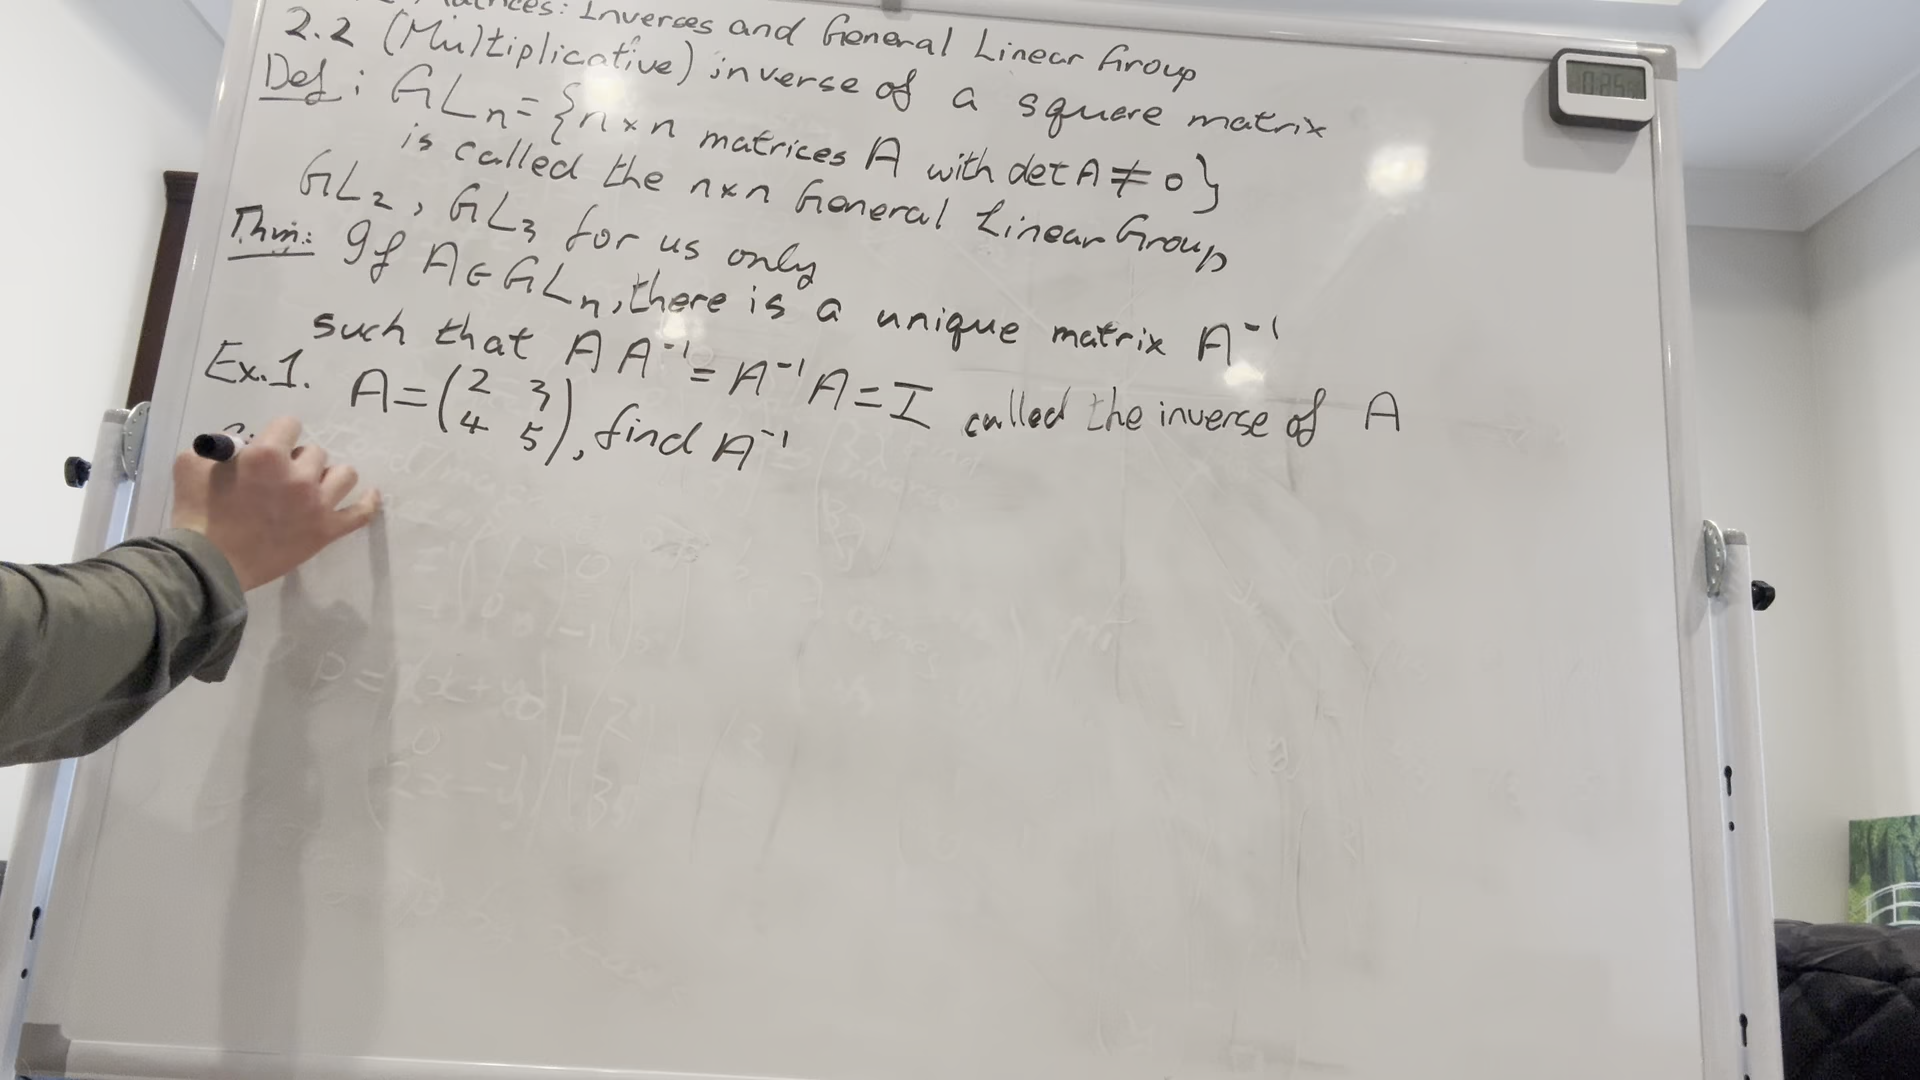 Matrices: Inverses and General Linear Group
2.2 (Multiplicative) inverse of a square matrix
Def: GLn = {n×n matrices A with det A ≠ 0}
is called the n×n General Linear Group
GL₂, GL₃ for us only
Thm: If A ∈ GLn, there is a unique matrix A⁻¹
such that A A⁻¹ = A⁻¹ A = I called the inverse of A
Ex.1. A = (2 3
4 5), find A⁻¹